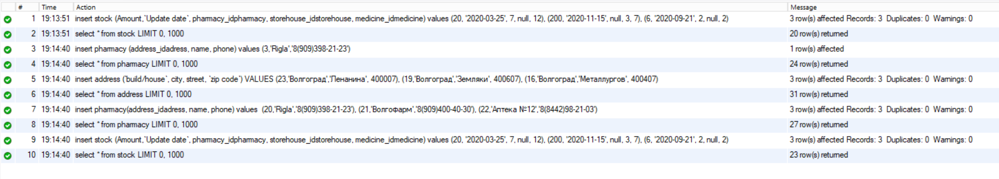 # Time Action Message
1 19:13:51 insert stock (Amount,`Update date`, pharmacy_idpharmacy, storehouse_idstorehouse, medicine_idmedicine) values (20, "2020-03-25", 7, null, 12), (200, "2020-11-15", null, 3, 7), (6, "2020-09-21", 2, null, 2) 3 row(s) affected Records: 3 Duplicates: 0 Warnings: 0
2 19:13:51 select * from stock LIMIT 0, 1000 20 row(s) returned
3 19:14:40 insert pharmacy (address_idadress, name, phone) values (3,"Rigla","8(909)398-21-23") 1 row(s) affected
4 19:14:40 select * from pharmacy LIMIT 0, 1000 24 row(s) returned
5 19:14:40 insert address (`build/house`, city, street, `zip code`) VALUES (23,"Волгоград","Пенанина", 400007), (19,"Волгоград","Земляки", 400607), (16,"Волгоград","Металлургов", 400407) 3 row(s) affected Records: 3 Duplicates: 0 Warnings: 0
6 19:14:40 select * from address LIMIT 0, 1000 31 row(s) returned
7 19:14:40 insert pharmacy(address_idadress, name, phone) values (20,"Rigla","8(909)398-21-23"), (21,"Волгофарм","8(909)400-40-30"), (22,"Аптека №12","8(8442)98-21-03") 3 row(s) affected Records: 3 Duplicates: 0 Warnings: 0
8 19:14:40 select * from pharmacy LIMIT 0, 1000 27 row(s) returned
9 19:14:40 insert stock (Amount,`Update date`, pharmacy_idpharmacy, storehouse_idstorehouse, medicine_idmedicine) values (20, "2020-03-25", 7, null, 12), (200, "2020-11-15", null, 3, 7), (6, "2020-09-21", 2, null, 2) 3 row(s) affected Records: 3 Duplicates: 0 Warnings: 0
10 19:14:40 select * from stock LIMIT 0, 1000 23 row(s) returned